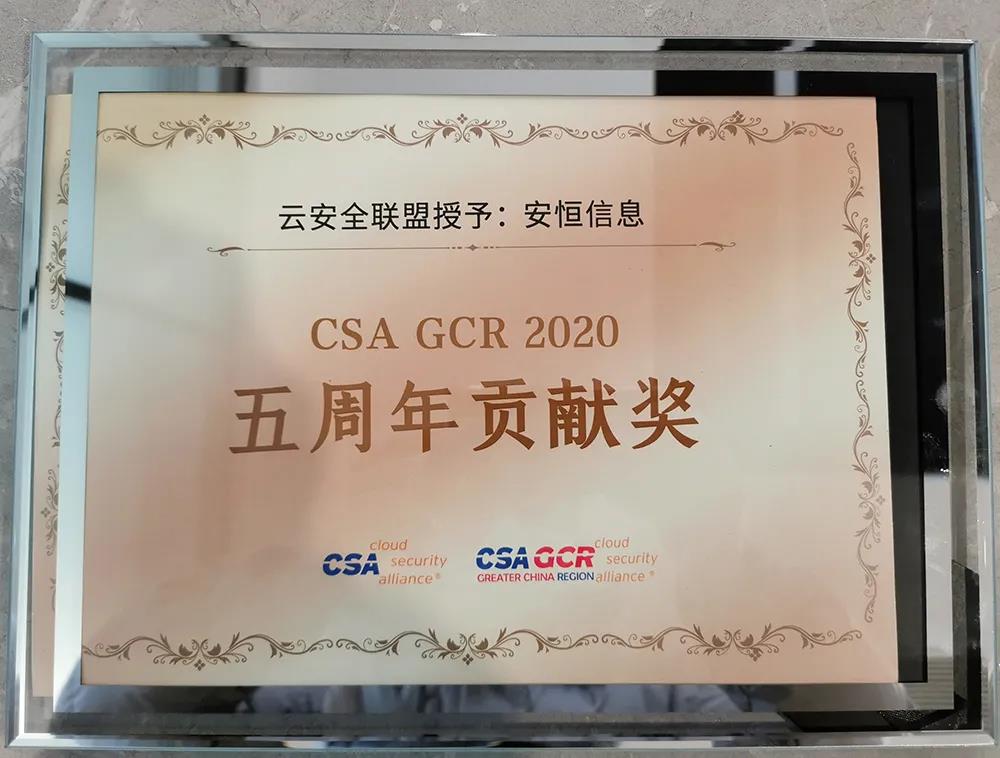 云安全联盟授予：安恒信息
CSA GCR 2020
五周年贡献奖
CSA cloud security alliance®
CSA GCR cloud security alliance®
GREATER CHINA REGION